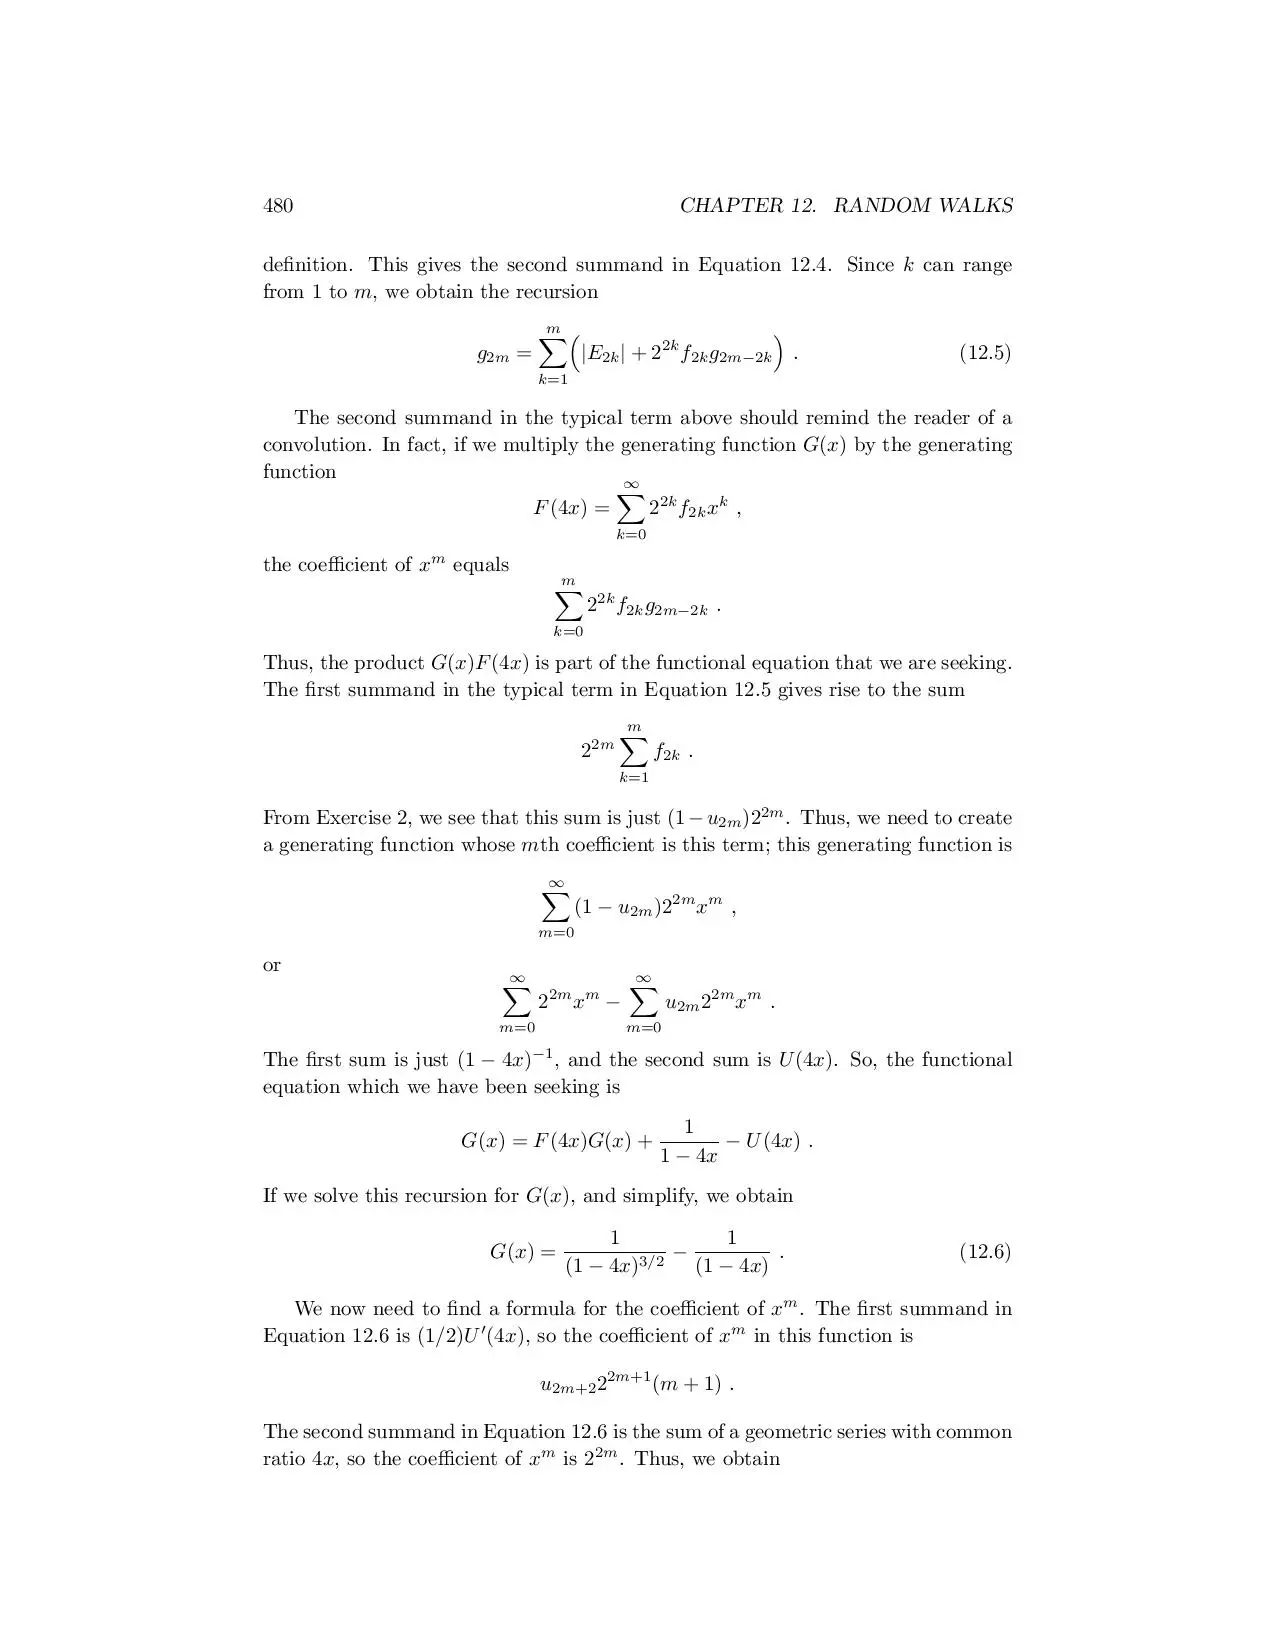 480 CHAPTER 12. RANDOM WALKS
definition. This gives the second summand in Equation 12.4. Since k can range
from 1 to m, we obtain the recursion
$g_{2m} = \sum_{k=1}^{m} \left( |E_{2k}| + 2^{2k} f_{2k} g_{2m-2k} \right) .$ (12.5)
The second summand in the typical term above should remind the reader of a
convolution. In fact, if we multiply the generating function G(x) by the generating
function
$F(4x) = \sum_{k=0}^{\infty} 2^{2k} f_{2k} x^k ,$
the coefficient of $x^m$ equals
$\sum_{k=0}^{m} 2^{2k} f_{2k} g_{2m-2k} .$
Thus, the product G(x)F(4x) is part of the functional equation that we are seeking.
The first summand in the typical term in Equation 12.5 gives rise to the sum
$2^{2m} \sum_{k=1}^{m} f_{2k} .$
From Exercise 2, we see that this sum is just $(1 - u_{2m})2^{2m}$. Thus, we need to create
a generating function whose mth coefficient is this term; this generating function is
$\sum_{m=0}^{\infty} (1 - u_{2m}) 2^{2m} x^m ,$
or
$\sum_{m=0}^{\infty} 2^{2m} x^m - \sum_{m=0}^{\infty} u_{2m} 2^{2m} x^m .$
The first sum is just $(1 - 4x)^{-1}$, and the second sum is U(4x). So, the functional
equation which we have been seeking is
$G(x) = F(4x)G(x) + \frac{1}{1 - 4x} - U(4x) .$
If we solve this recursion for G(x), and simplify, we obtain
$G(x) = \frac{1}{(1 - 4x)^{3/2}} - \frac{1}{(1 - 4x)} .$ (12.6)
We now need to find a formula for the coefficient of $x^m$. The first summand in
Equation 12.6 is $(1/2)U'(4x)$, so the coefficient of $x^m$ in this function is
$u_{2m+2} 2^{2m+1} (m + 1) .$
The second summand in Equation 12.6 is the sum of a geometric series with common
ratio 4x, so the coefficient of $x^m$ is $2^{2m}$. Thus, we obtain